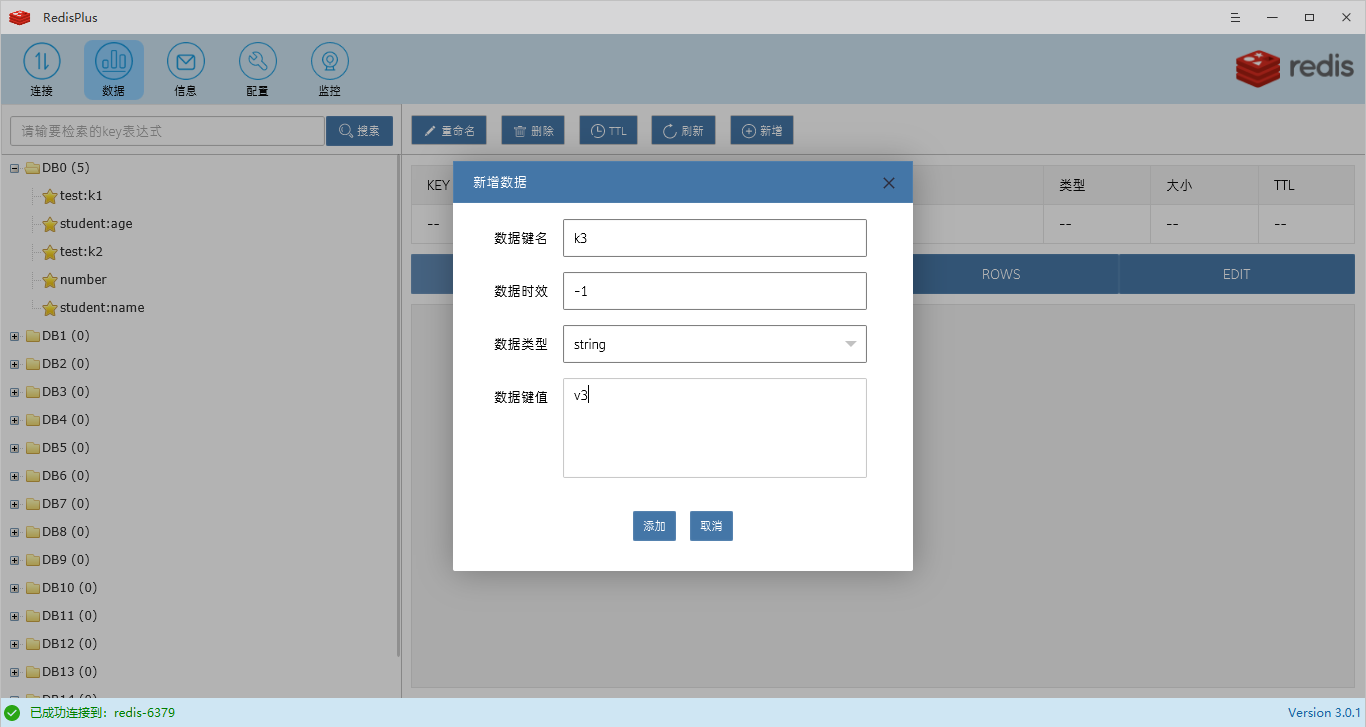 RedisPlus
连接
数据
信息
配置
监控
redis
请输要检索的key表达式
搜索
重命名
删除
TTL
刷新
新增
DB0 (5)
test:k1
student:age
test:k2
number
student:name
DB1 (0)
DB2 (0)
DB3 (0)
DB4 (0)
DB5 (0)
DB6 (0)
DB7 (0)
DB8 (0)
DB9 (0)
DB10 (0)
DB11 (0)
DB12 (0)
DB13 (0)
DB14 (0)
KEY
类型
大小
TTL
--
--
--
--
ROWS
EDIT
新增数据
数据键名
k3
数据时效
-1
数据类型
string
数据键值
v3
添加
取消
已成功连接到：redis-6379
Version 3.0.1